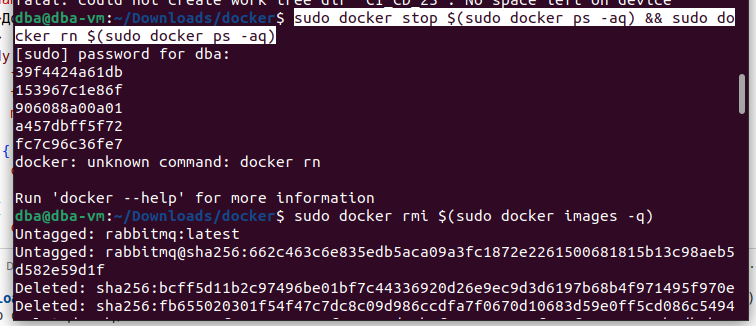 fatal: could not create work tree dir 'CI_CD_23': No space left on device
dba@dba-vm:~/Downloads/docker$ sudo docker stop $(sudo docker ps -aq) && sudo do
cker rn $(sudo docker ps -aq)
[sudo] password for dba:
39f4424a61db
153967c1e86f
906088a00a01
a457dbff5f72
fc7c96c36fe7
docker: unknown command: docker rn
Run 'docker --help' for more information
dba@dba-vm:~/Downloads/docker$ sudo docker rmi $(sudo docker images -q)
Untagged: rabbitmq:latest
Untagged: rabbitmq@sha256:662c463c6e835edb5aca09a3fc1872e2261500681815b13c98aeb5
d582e59d1f
Deleted: sha256:bcff5d11b2c97496be01bf7c44336920d26e9ec9d3d6197b68b4f971495f970e
Deleted: sha256:fb655020301f54f47c7dc8c09d986ccdfa7f0670d10683d59e0ff5cd086c5494